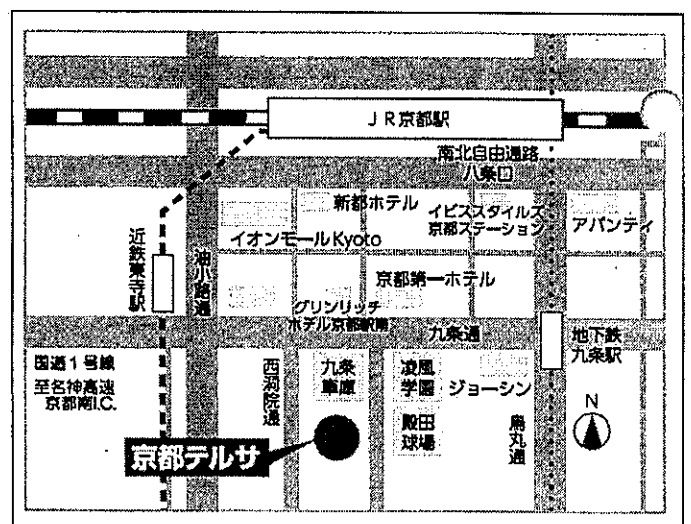 JR京都駅
南北自由通路
八条口
新都ホテル
イビススタイルズ
京都ステーション
アバンティ
イオンモールKyoto
近鉄東寺駅
油小路通
京都第一ホテル
グリンリッチ
ホテル京都駅南
九条通
地下鉄
九条駅
国道1号線
至名神高速
京都南I.C.
西洞院通
九条
車庫
凌風
学園
ジョーシン
殿田
球場
烏丸通
N
京都テルサ